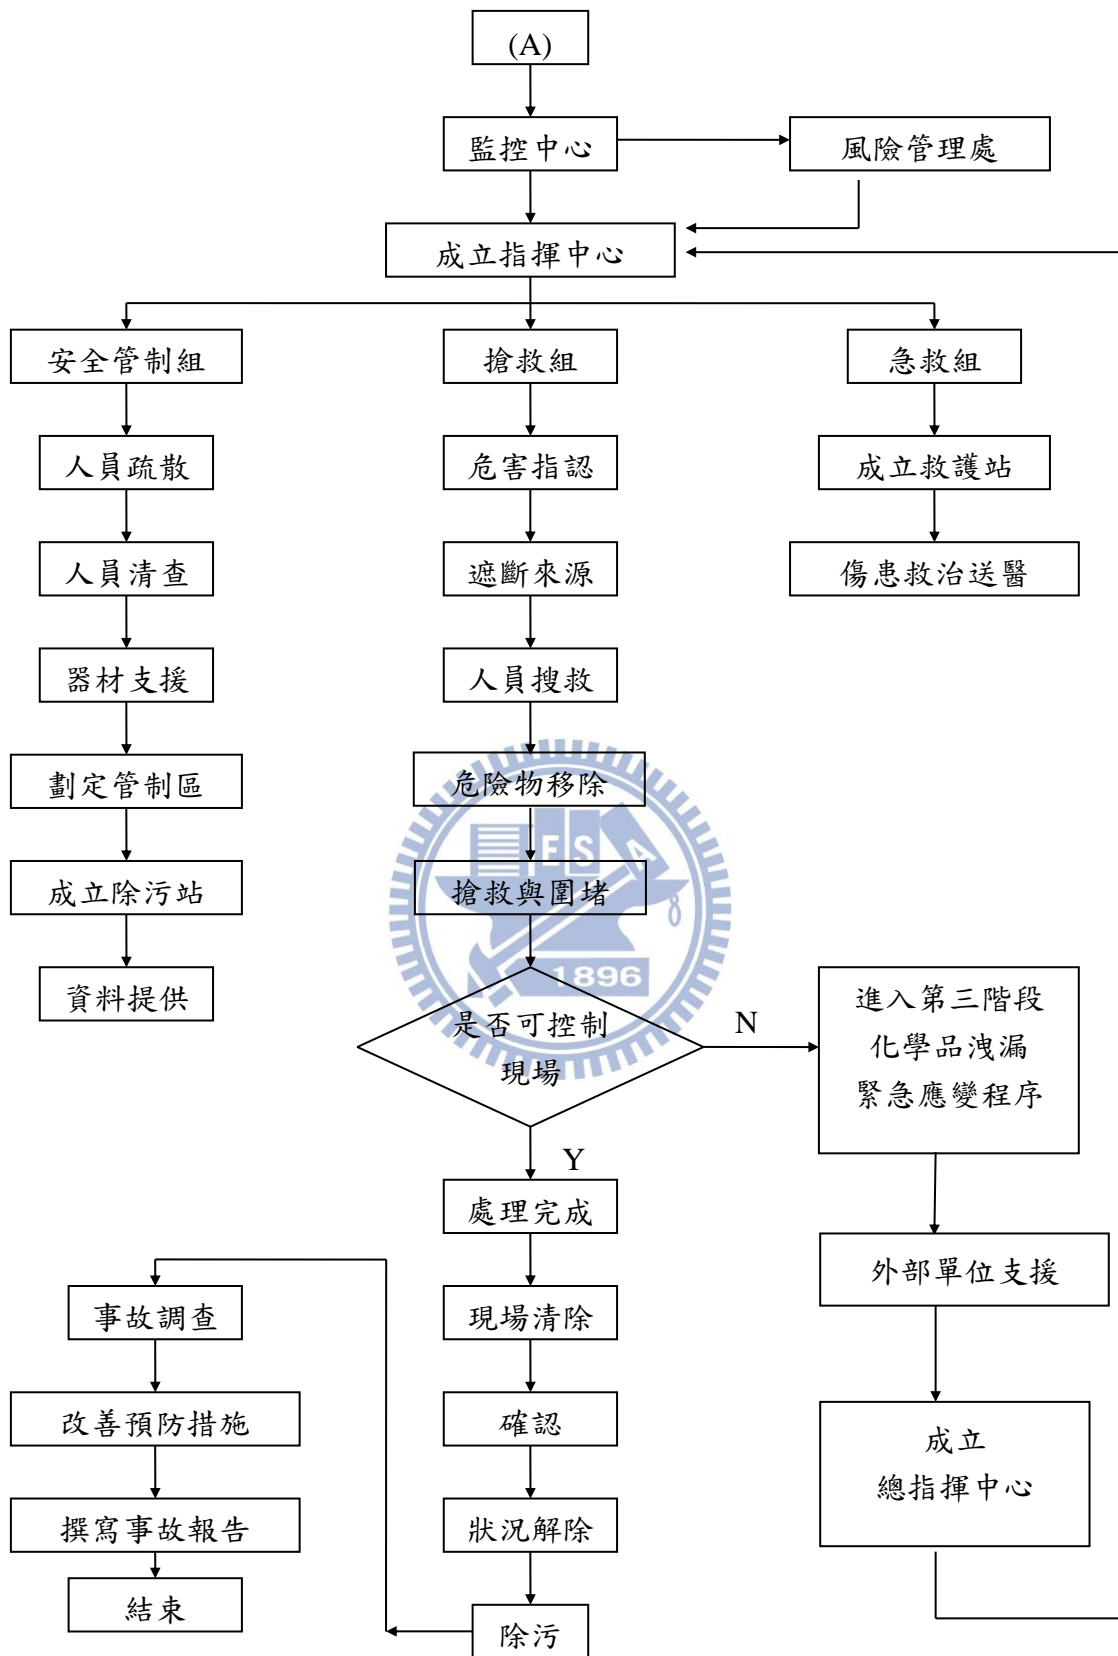 (A)
監控中心
風險管理處
成立指揮中心
安全管制組
搶救組
急救組
人員疏散
危害指認
成立救護站
人員清查
遮斷來源
傷患救治送醫
器材支援
人員搜救
劃定管制區
危險物移除
ESA
成立除污站
搶救與圍堵
1896
資料提供
是否可控制
現場
N
進入第三階段
化學品洩漏
緊急應變程序
Y
處理完成
外部單位支援
事故調查
現場清除
改善預防措施
確認
成立
總指揮中心
撰寫事故報告
狀況解除
結束
除污